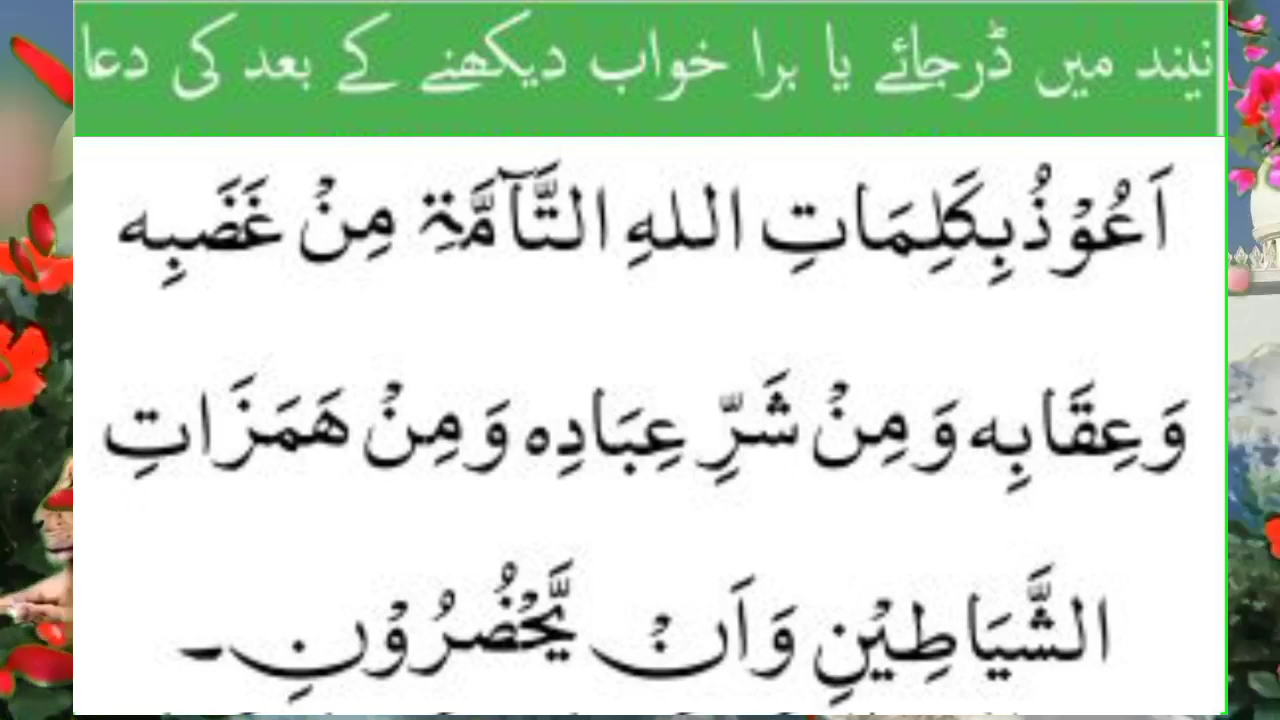 نیند میں ڈرجائے یا برا خواب دیکھنے کے بعد کی دعا
اَعُوْذُبِکَلِمَاتِ اللهِ التَّآمَّۃِ مِنْ غَضَبِه
وَعِقَابِه وَمِنْ شَرِّ عِبَادِه وَمِنْ هَمَزَاتِ
الشَّيَاطِيْنِ وَاَنْ يَّحْضُرُوْنِ۔